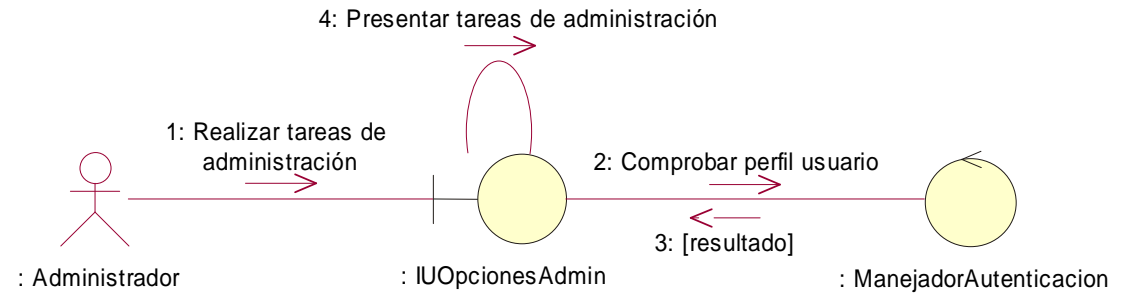 4: Presentar tareas de administración
1: Realizar tareas de
administración
2: Comprobar perfil usuario
3: [resultado]
: Administrador
: IUOpcionesAdmin
: ManejadorAutenticacion